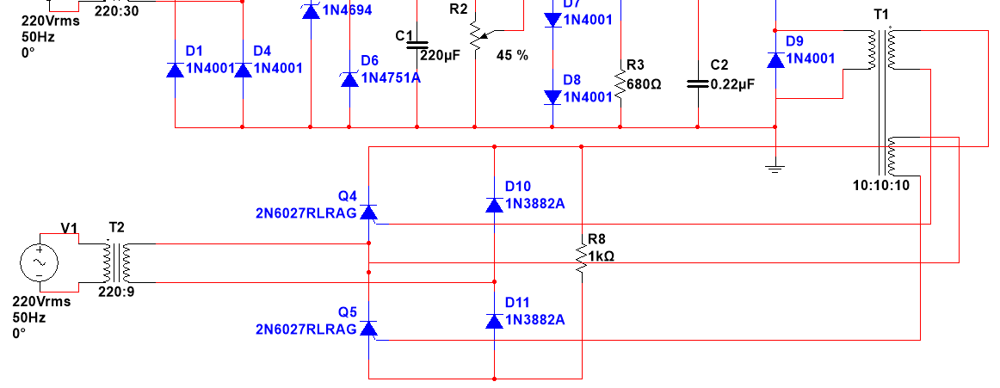 220:30
220Vrms
50Hz
0°
1N4694
R2
45 %
C1
220µF
D1
1N4001
D4
1N4001
D6
1N4751A
D7
1N4001
D8
1N4001
R3
680Ω
C2
0.22µF
D9
1N4001
T1
10:10:10
Q4
2N6027RLRAG
D10
1N3882A
V1
T2
220:9
220Vrms
50Hz
0°
R8
1kΩ
Q5
2N6027RLRAG
D11
1N3882A